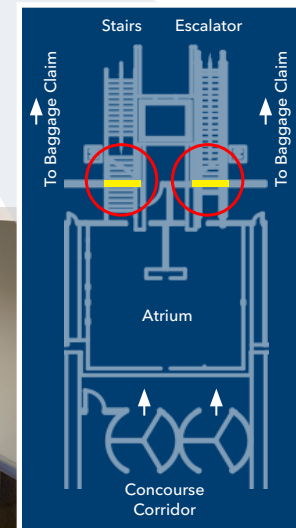 Stairs
Escalator
To Baggage Claim
To Baggage Claim
Atrium
Concourse
Corridor